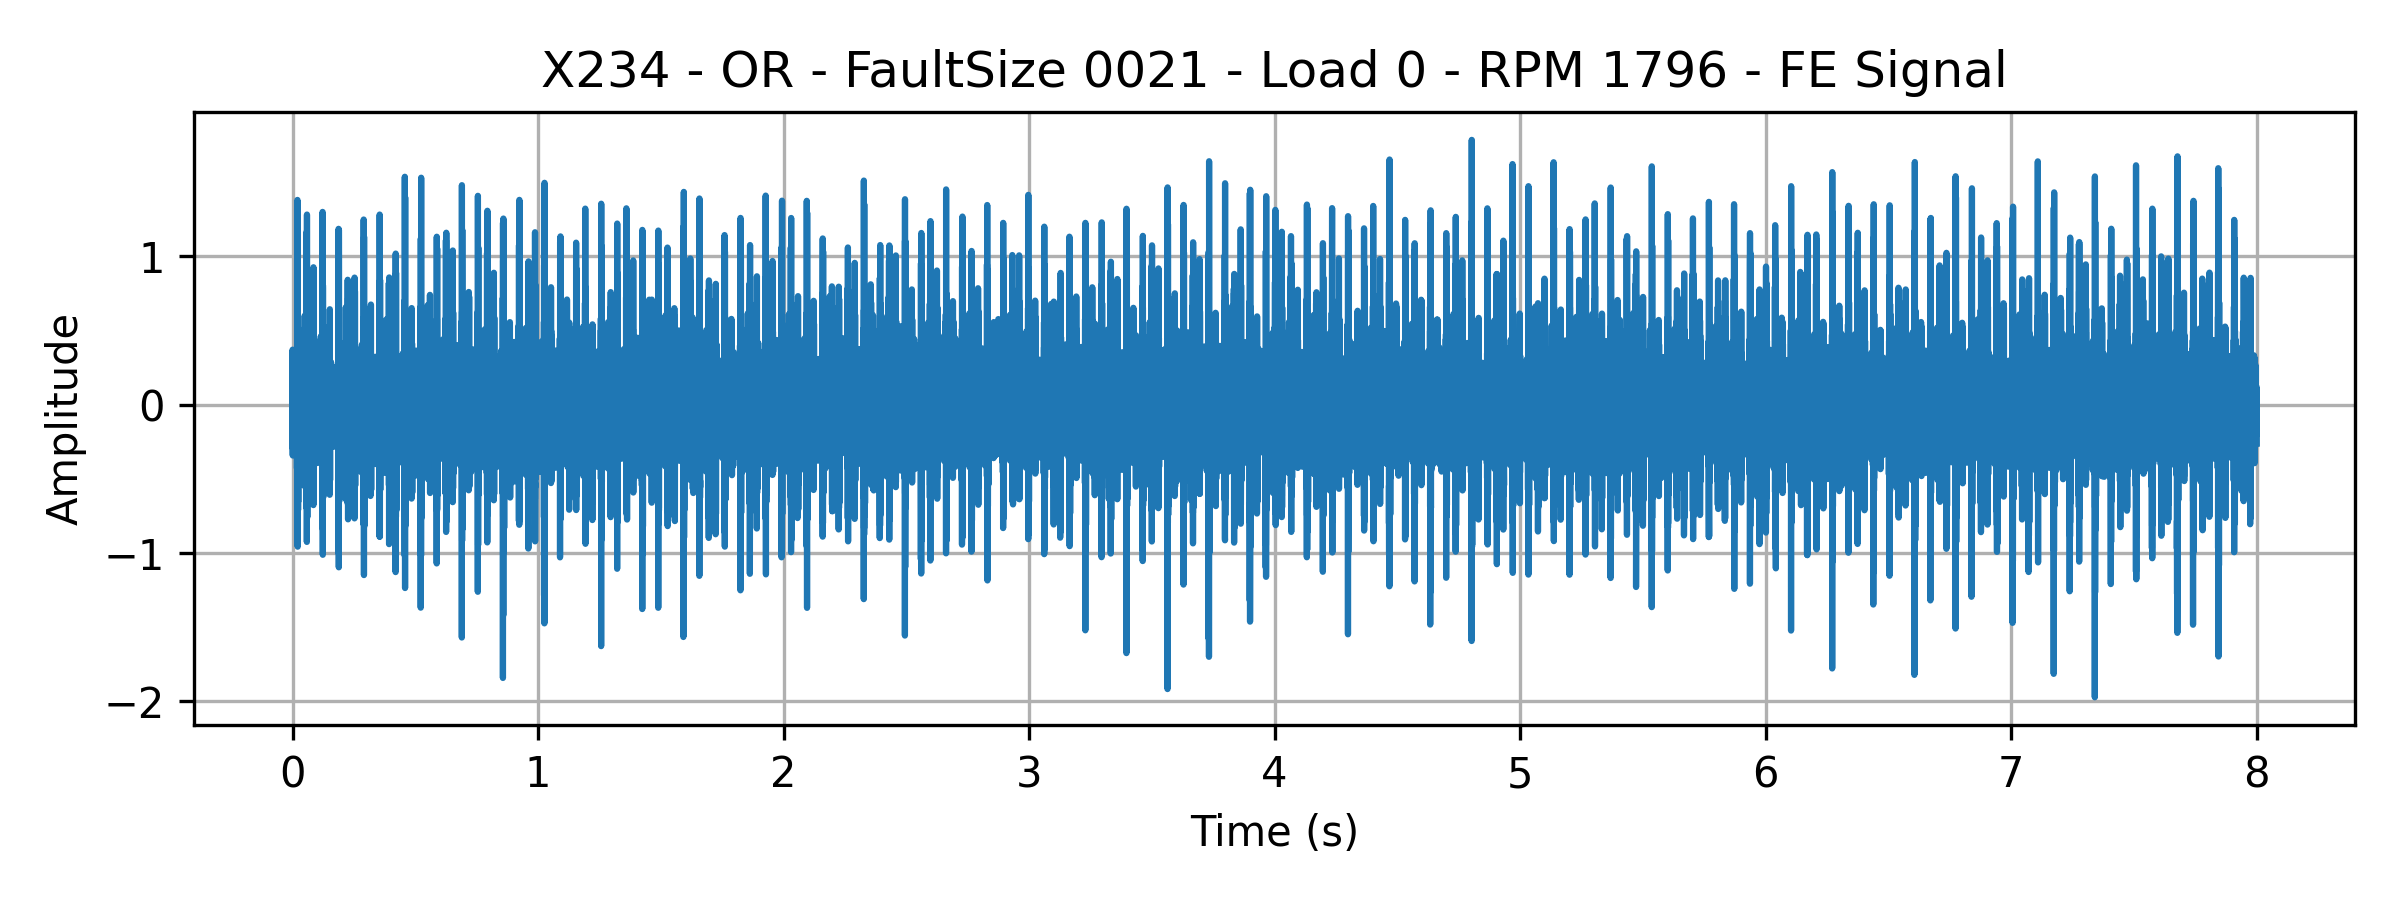 X234 - OR - FaultSize 0021 - Load 0 - RPM 1796 - FE Signal
Amplitude
1
0
−1
−2
0 1 2 3 4 5 6 7 8
Time (s)